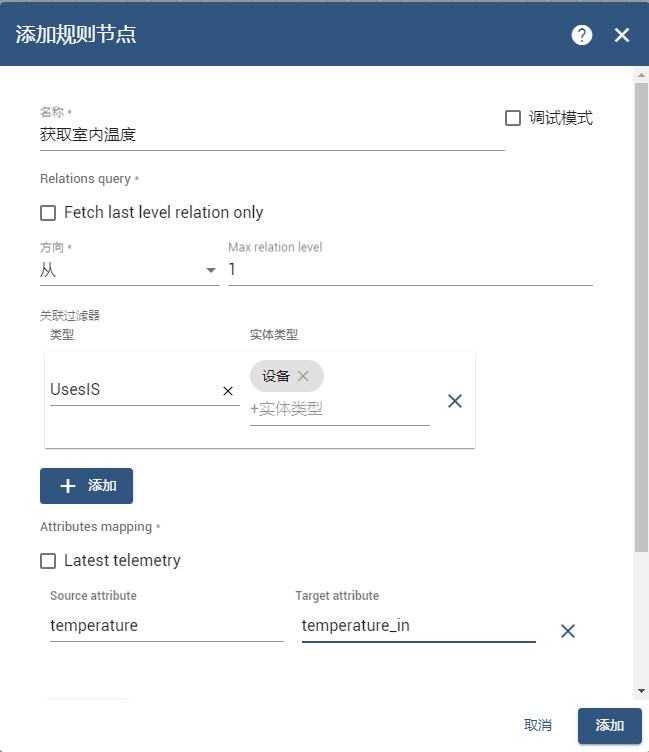 添加规则节点
名称 *
获取室内温度
调试模式
Relations query *
Fetch last level relation only
方向 *
从
Max relation level
1
关联过滤器
类型
实体类型
UsesIS
设备
+实体类型
添加
Attributes mapping *
Latest telemetry
Source attribute
Target attribute
temperature
temperature_in
取消
添加